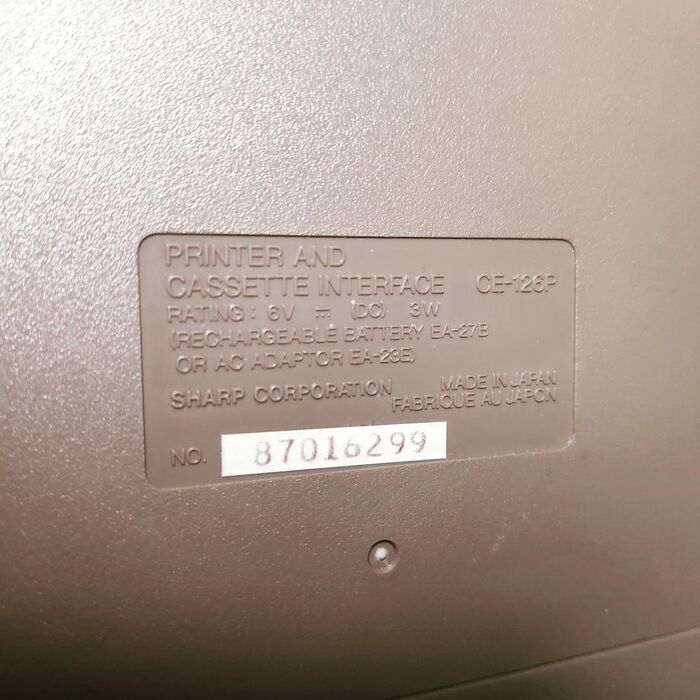 PRINTER AND
CASSETTE INTERFACE CE-126P
RATING: 6V ⎓ (DC) 3W
(RECHARGEABLE BATTERY EA-27B
OR AC ADAPTOR EA-23E)
SHARP CORPORATION MADE IN JAPAN
FABRIQUE AU JAPON
NO. 87016299